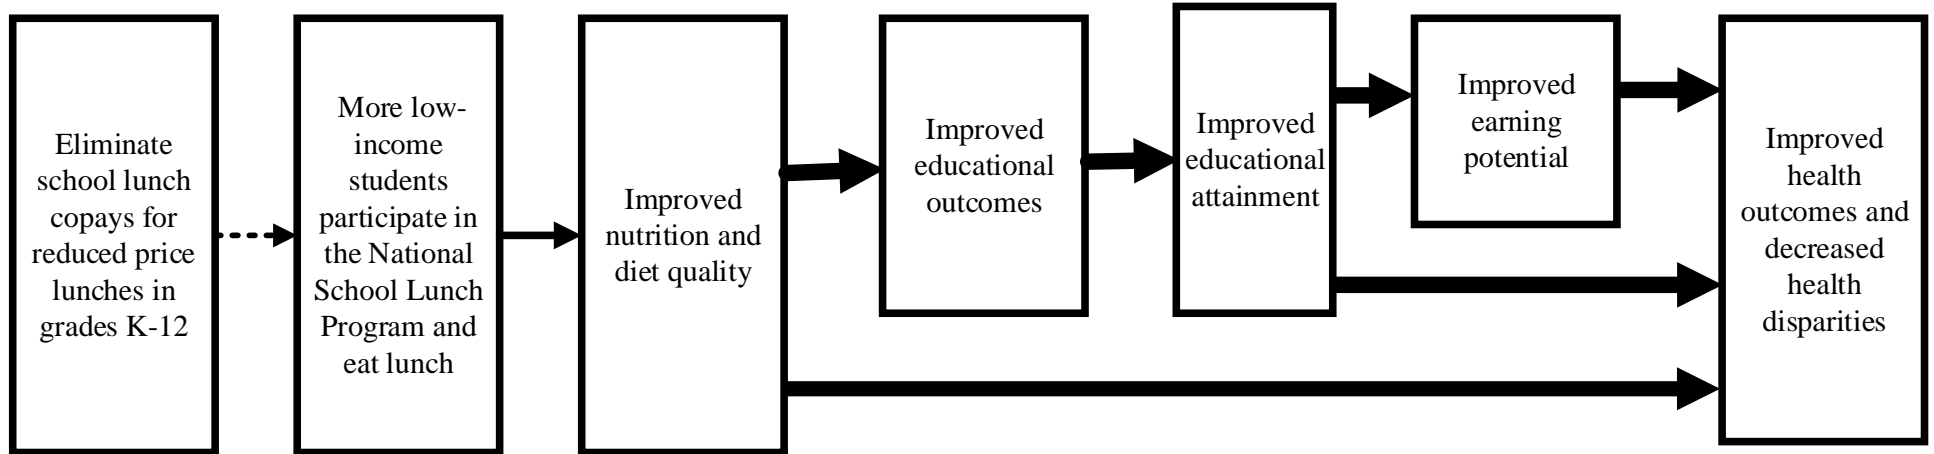 Eliminate
school lunch
copays for
reduced price
lunches in
grades K-12
More low-
income
students
participate in
the National
School Lunch
Program and
eat lunch
Improved
nutrition and
diet quality
Improved
educational
outcomes
Improved
educational
attainment
Improved
earning
potential
Improved
health
outcomes and
decreased
health
disparities